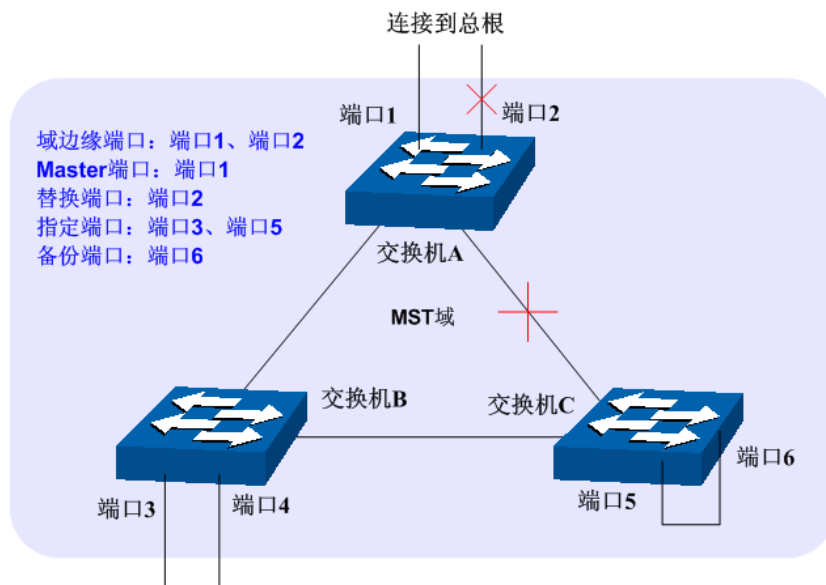 连接到总根
端口1
端口2
域边缘端口：端口1、端口2
Master端口：端口1
替换端口：端口2
指定端口：端口3、端口5
备份端口：端口6
交换机A
MST域
交换机B
交换机C
端口3
端口4
端口5
端口6